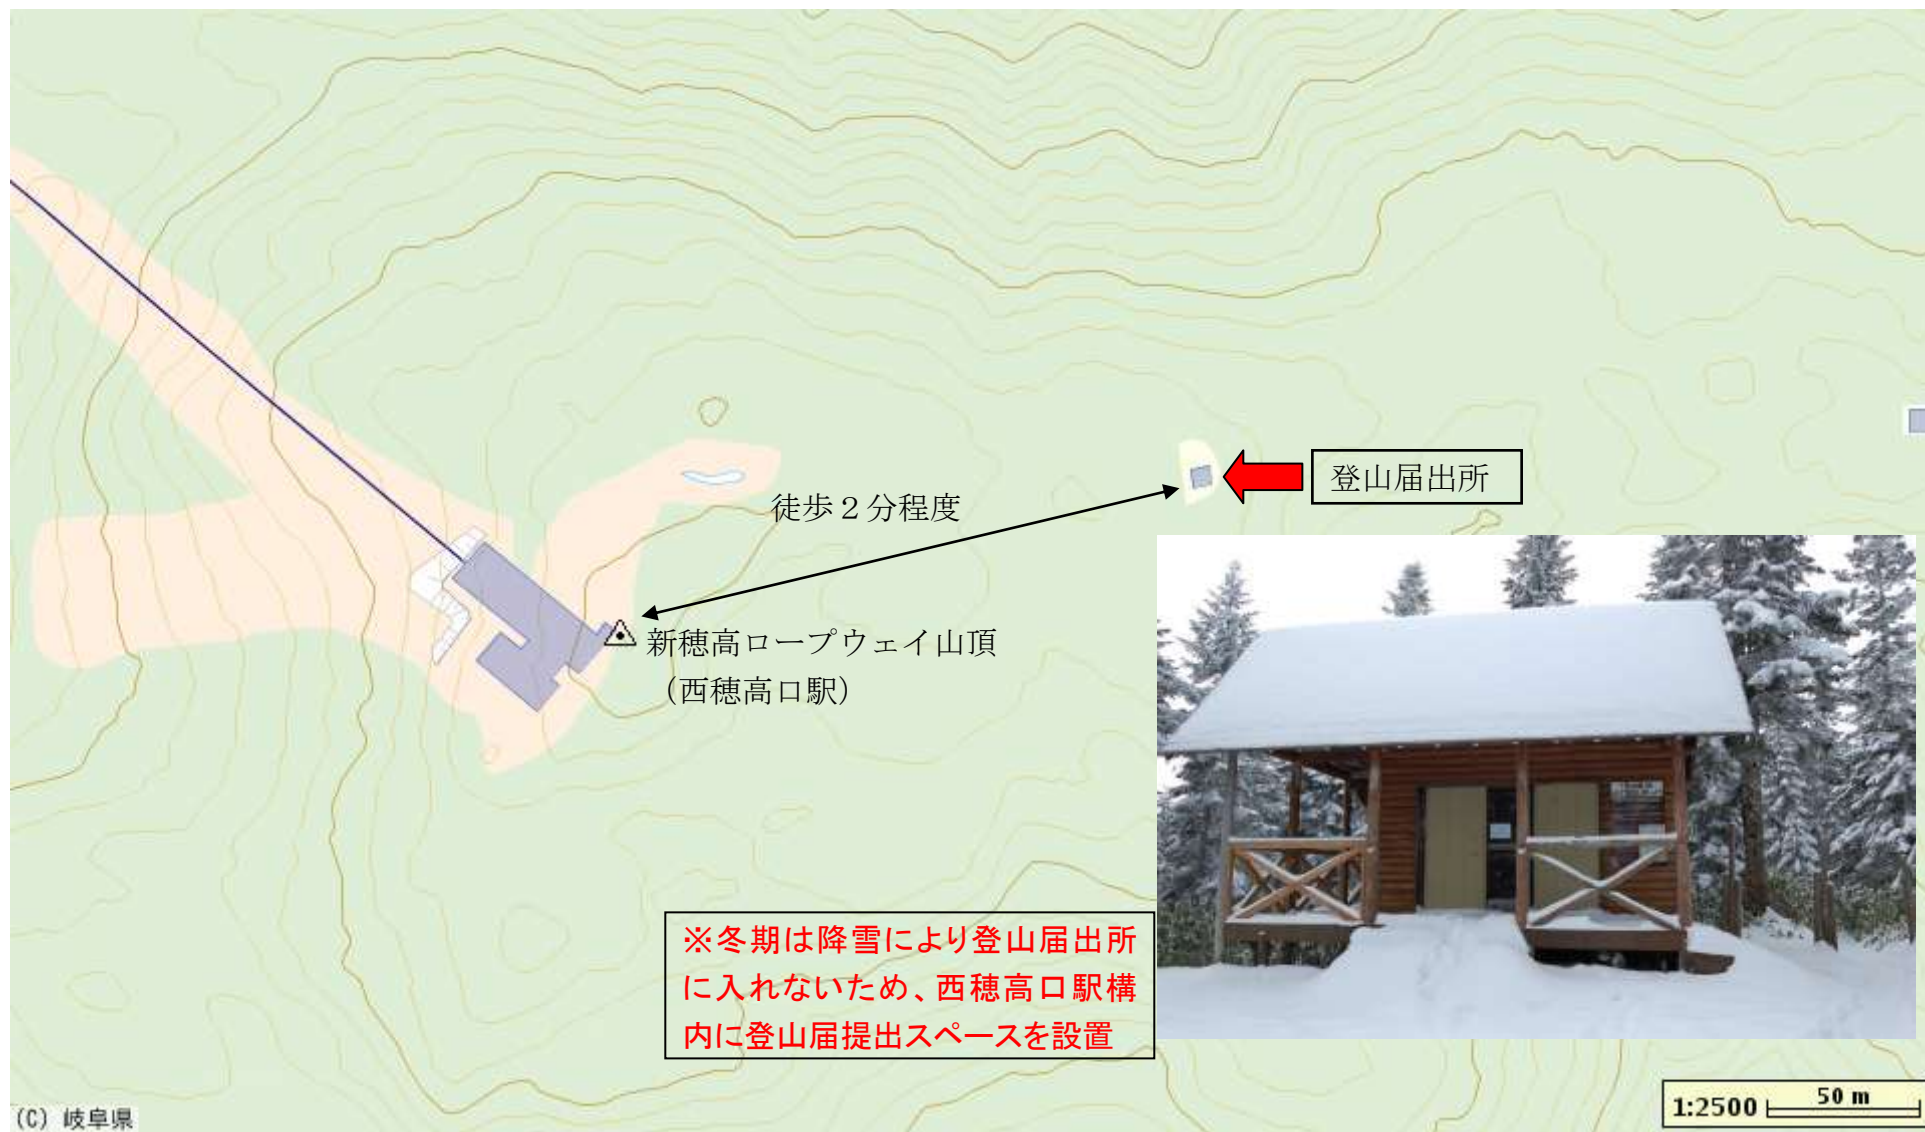 登山届出所
徒歩２分程度
新穂高ロープウェイ山頂
（西穂高口駅）
※冬期は降雪により登山届出所
に入れないため、西穂高口駅構
内に登山届提出スペースを設置
1:2500 50 m
(C) 岐阜県